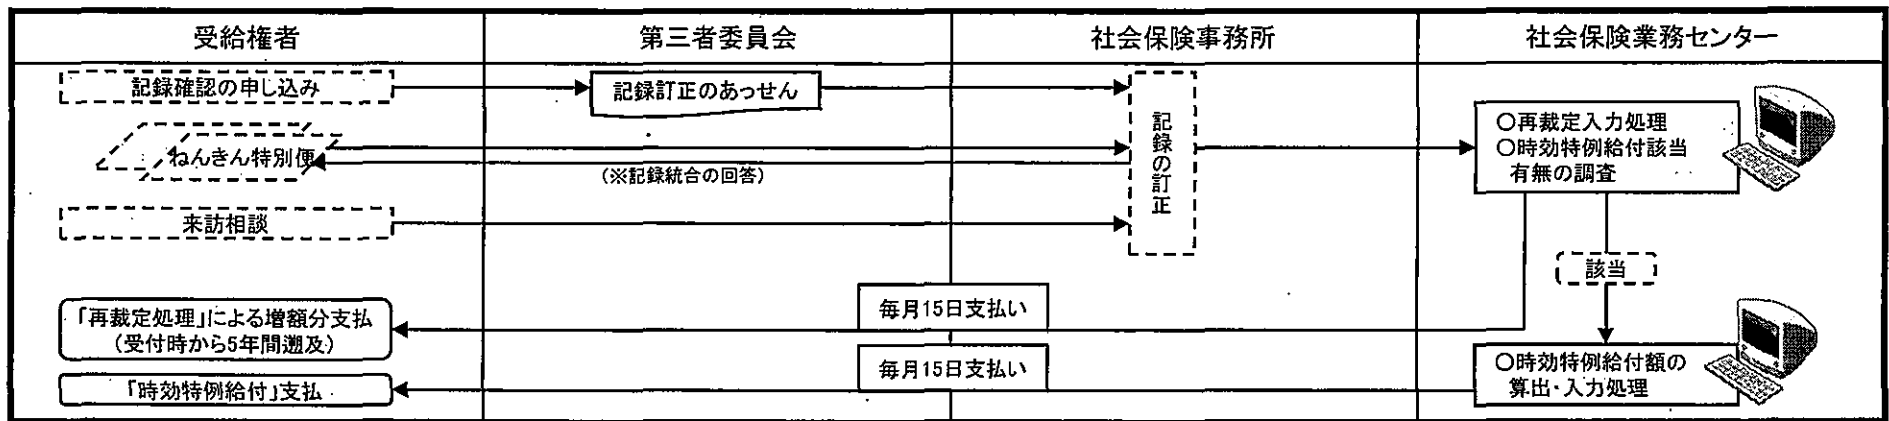 受給権者
第三者委員会
社会保険事務所
社会保険業務センター
記録確認の申し込み
記録訂正のあっせん
ねんきん特別便
(※記録統合の回答)
来訪相談
記録の訂正
○再裁定入力処理
○時効特例給付該当
有無の調査
該当
毎月15日支払い
「再裁定処理」による増額分支払
(受付時から5年間遡及)
毎月15日支払い
「時効特例給付」支払
○時効特例給付額の
算出・入力処理